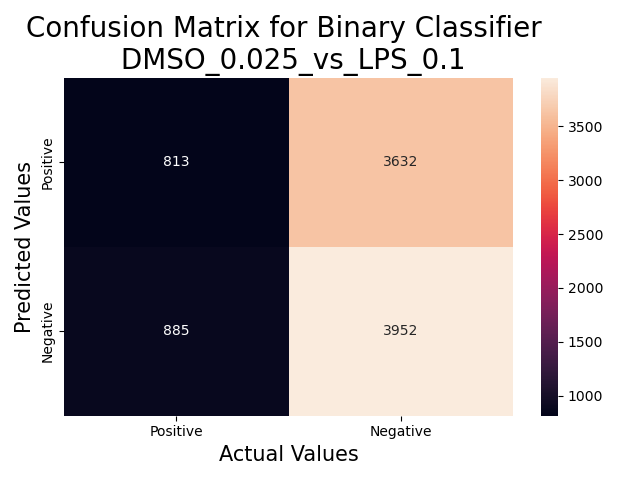 Confusion Matrix for Binary Classifier
DMSO_0.025_vs_LPS_0.1
Predicted Values
Positive
Negative
813
3632
885
3952
Positive
Negative
Actual Values
3500
3000
2500
2000
1500
1000